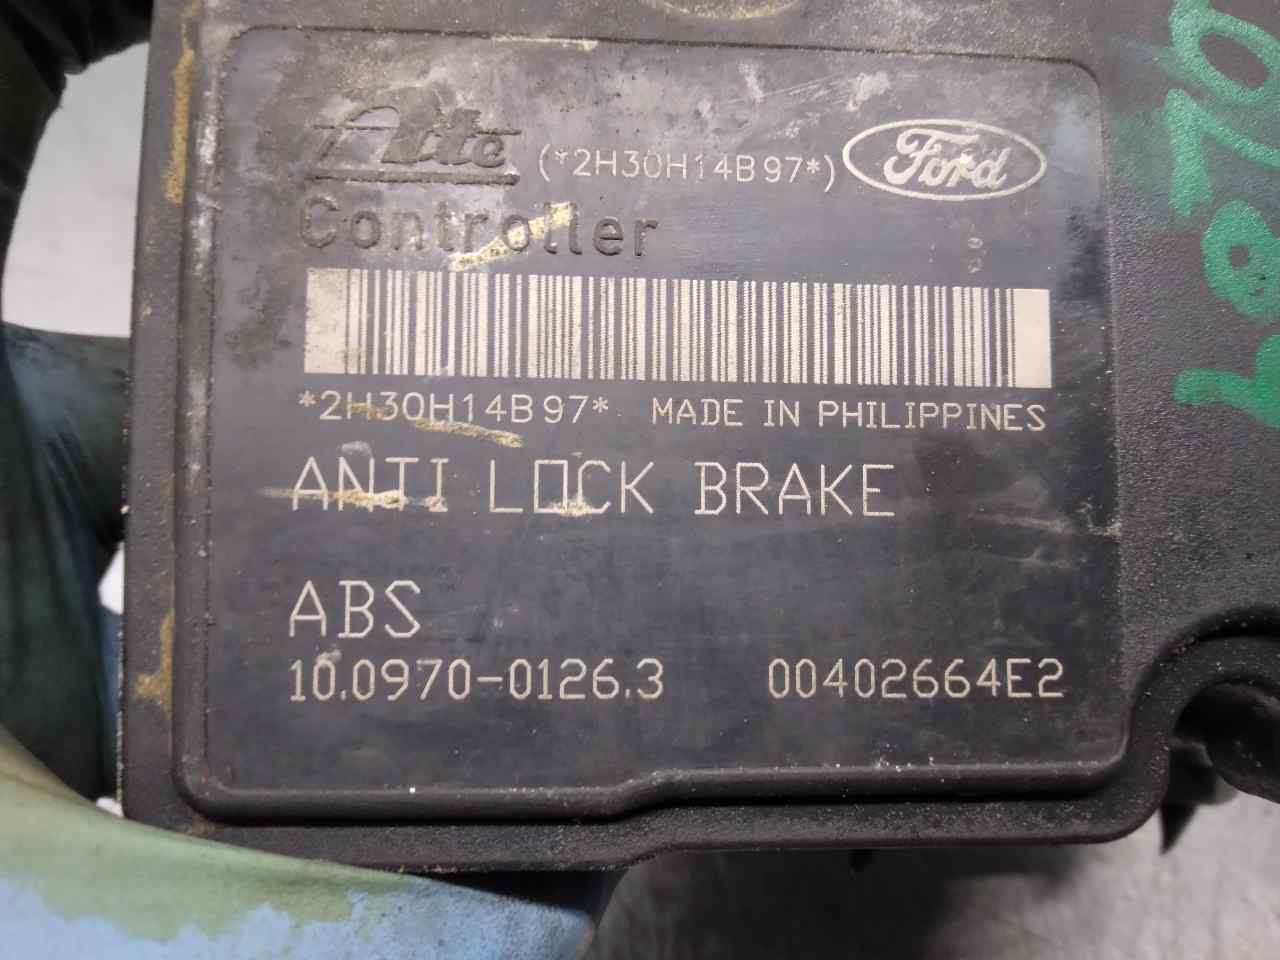 Ate (*2H30H14B97*) Ford
Controller
*2H30H14B97* MADE IN PHILIPPINES
ANTI LOCK BRAKE
ABS
10.0970-0126.3 00402664E2